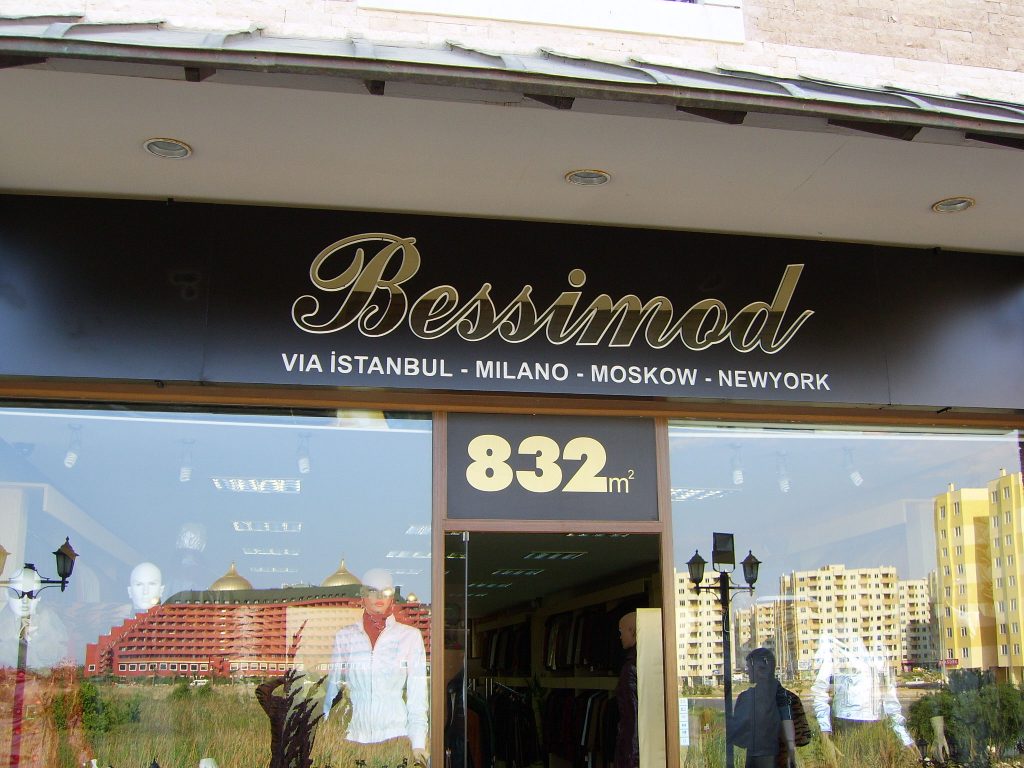 Bessimod
VIA İSTANBUL - MILANO - MOSKOW - NEWYORK
832m²